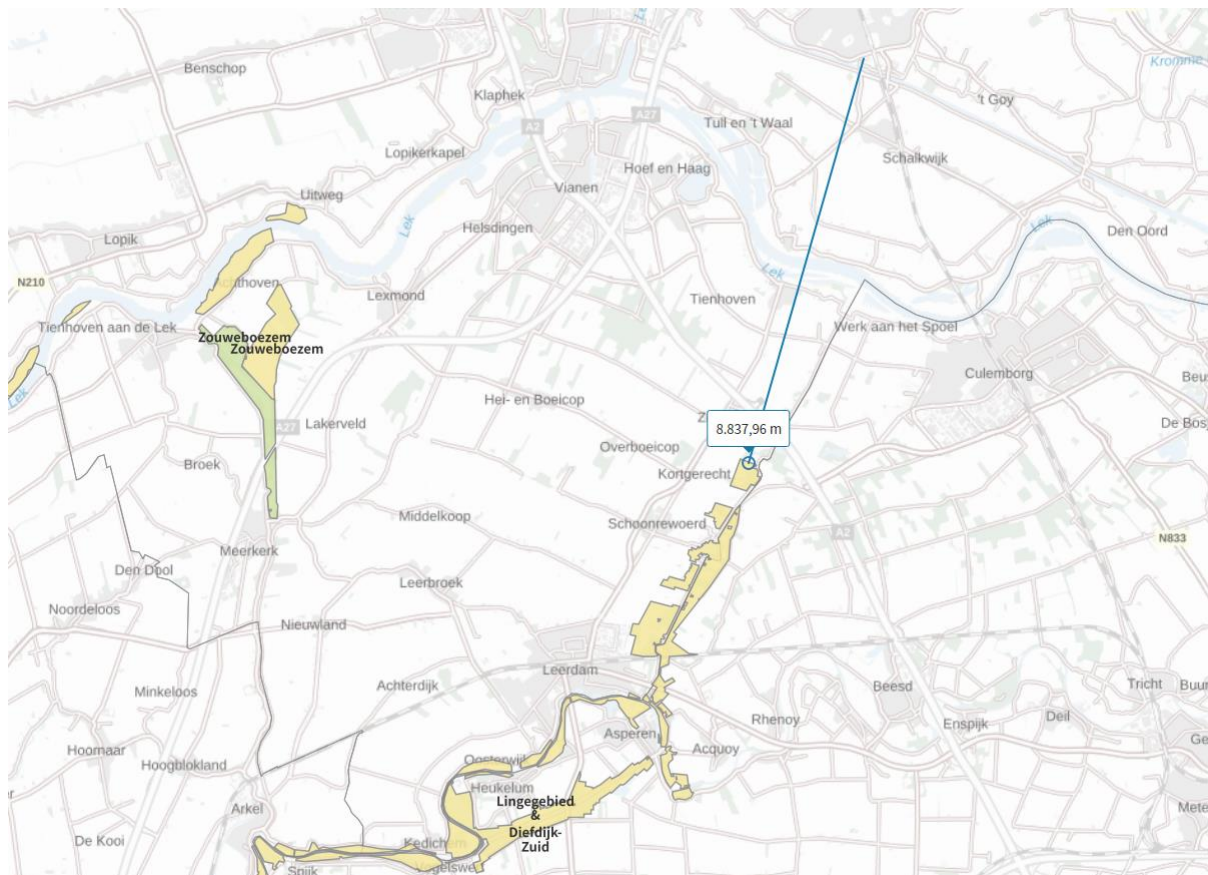 Benschop
Kromme
Klaphek
't Goy
A2
A27
Tull en 't Waal
Lopikerkapel
Schalkwijk
Hoef en Haag
Vianen
Uitweg
Lek
Helsdingen
Lek
Den Oord
Lopik
Lek
N210
Achthoven
Lexmond
Tienhoven
Tienhoven aan de Lek
Werk aan het Spoel
Zouweboezem
Zouweboezem
Culemborg
Lek
Hei- en Boeicop
A27
Lakerveld
8.837,96 m
Overboeicop
Broek
Kortgerecht
Middelkoop
Schoonrewoerd
A2
N833
Meerkerk
Den Dool
Leerbroek
Noordeloos
Nieuwland
Leerdam
Achterdijk
Minkeloos
Beesd
Tricht
Rhenoy
Deil
Enspijk
Asperen
Acquoy
Hoornaar
Hoogblokland
Heukelum
Lingegebied
&
Diefdijk-
Zuid
Arkel
De Kooi
Kedichem
Spijk